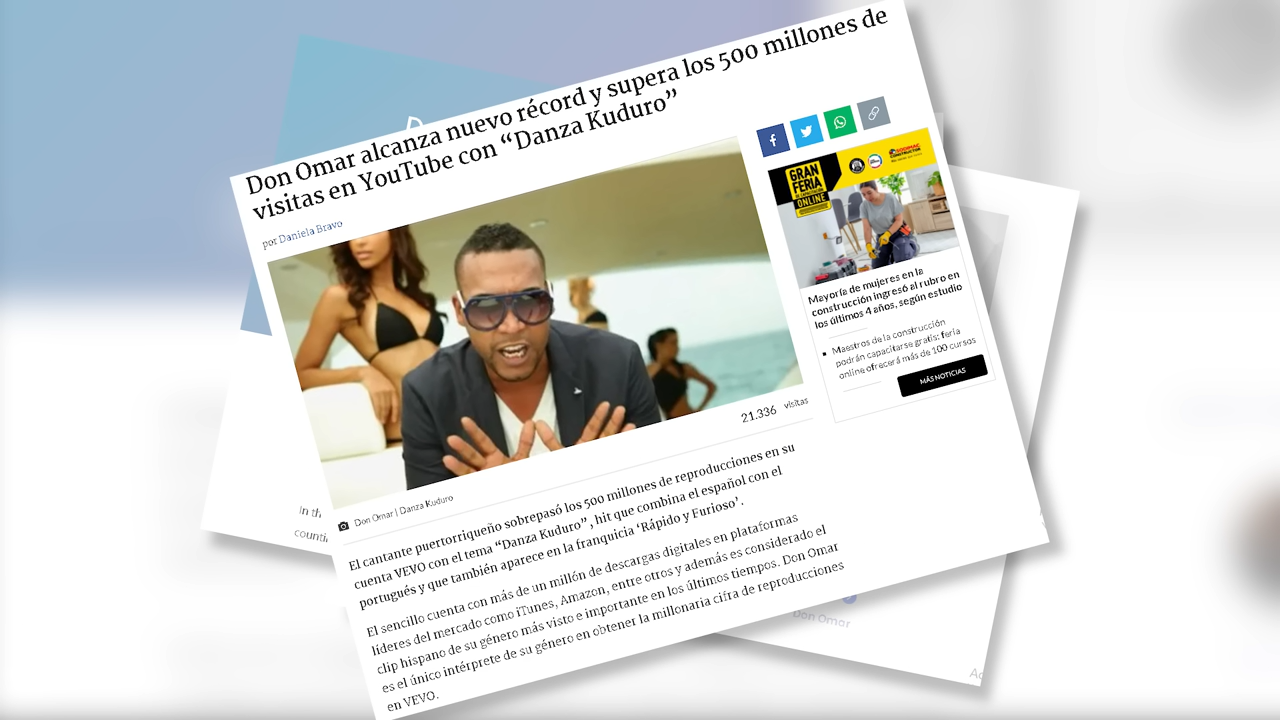 Don Omar alcanza nuevo récord y supera los 500 millones de
visitas en YouTube con “Danza Kuduro”
por Daniela Bravo
GRAN
FERIA
DE CAPACITACIÓN
ONLINE
SODIMAC
CONSTRUCTOR
Mayoría de mujeres en la
construcción ingresó al rubro en
los últimos 4 años, según estudio
Maestros de la construcción
podrán capacitarse gratis: feria
online ofrecerá más de 100 cursos
MÁS NOTICIAS
21.336 visitas
Don Omar | Danza Kuduro
El cantante puertorriqueño sobrepasó los 500 millones de reproducciones en su
cuenta VEVO con el tema “Danza Kuduro”, hit que combina el español con el
portugués y que también aparece en la franquicia ‘Rápido y Furioso’.
El sencillo cuenta con más de un millón de descargas digitales en plataformas
líderes del mercado como iTunes, Amazon, entre otros y además es considerado el
clip hispano de su género más visto e importante en los últimos tiempos. Don Omar
es el único intérprete de su género en obtener la millonaria cifra de reproducciones
en VEVO.
In th
counti
Don Omar